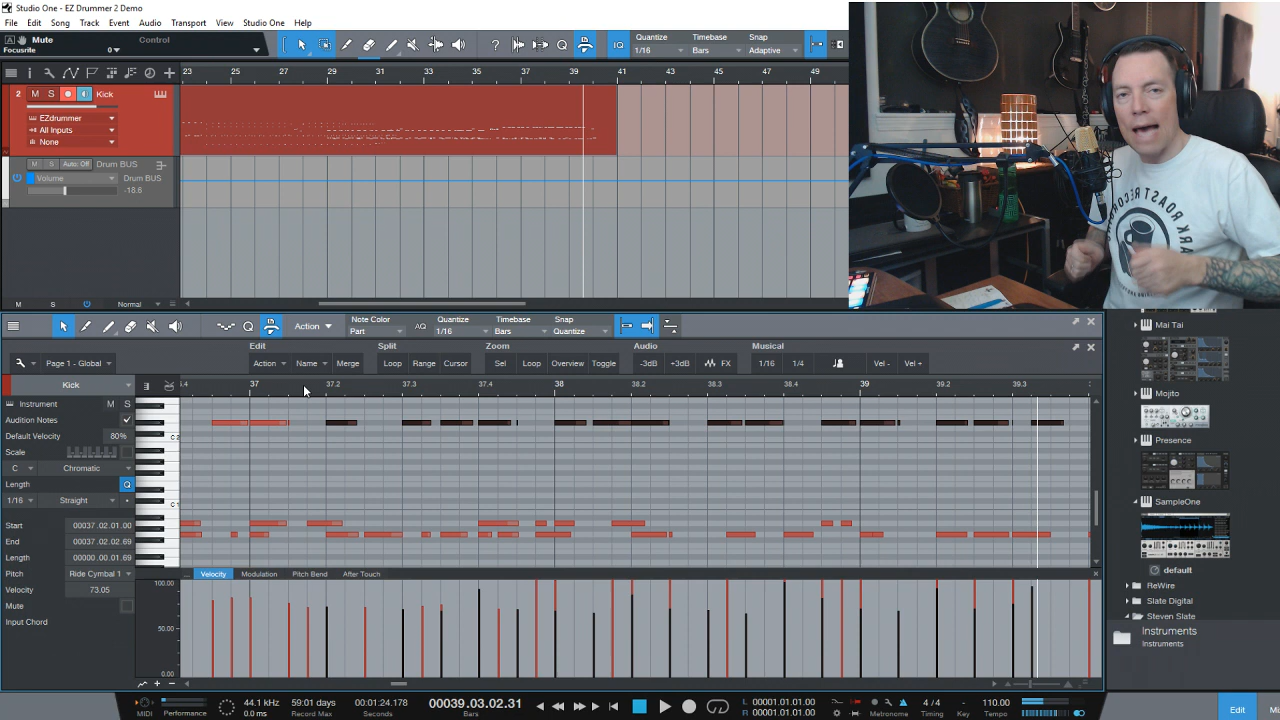 Studio One - EZ Drummer 2 Demo
File Edit Song Track Event Audio Transport View Studio One Help
Mute Control
Focusrite 0
IQ Quantize Timebase Snap
1/16 Bars Adaptive
23 25 27 29 31 33 35 37 39 41 43 45 47 49
2 M S Kick
EZdrummer
All Inputs
None
M S Auto: Off Drum BUS
Volume Drum BUS
-18.6
M S Normal
Action Note Color AQ Quantize Timebase Snap
Part 1/16 Bars Quantize
Edit Split Zoom Audio Musical
Page 1 - Global Action Name Merge Loop Range Cursor Loop Overview Toggle -3dB +3dB FX 1/16 1/4 Vel - Vel +
Kick .4 37 37.2 37.3 37.4 38 38.2 38.3 38.4 39 39.2 39.3
Instrument M S
Audition Notes
Default Velocity 80%
C 2
Scale
C Chromatic
Length Q
1/16 Straight
C 1
Start 00037.02.01.00
End 00037.02.02.69
Length 00000.00.01.69
Pitch Ride Cymbal 1
Velocity 73.05
Mute
Input Chord
... Velocity Modulation Pitch Bend After Touch
100.00
50.00
0.00
Mai Tai
Mojito
Presence
SampleOne
default
ReWire
Slate Digital
Steven Slate
Instruments
Instruments
MIDI Performance
44.1 kHz
0.0 ms
59:01 days
Record Max
00:01:24.178
Seconds
00039.03.02.31
Bars
L 00001.01.01.00
R 00001.01.01.00
Metronome
4 / 4
Timing
-
Key
110.00
Tempo
Edit